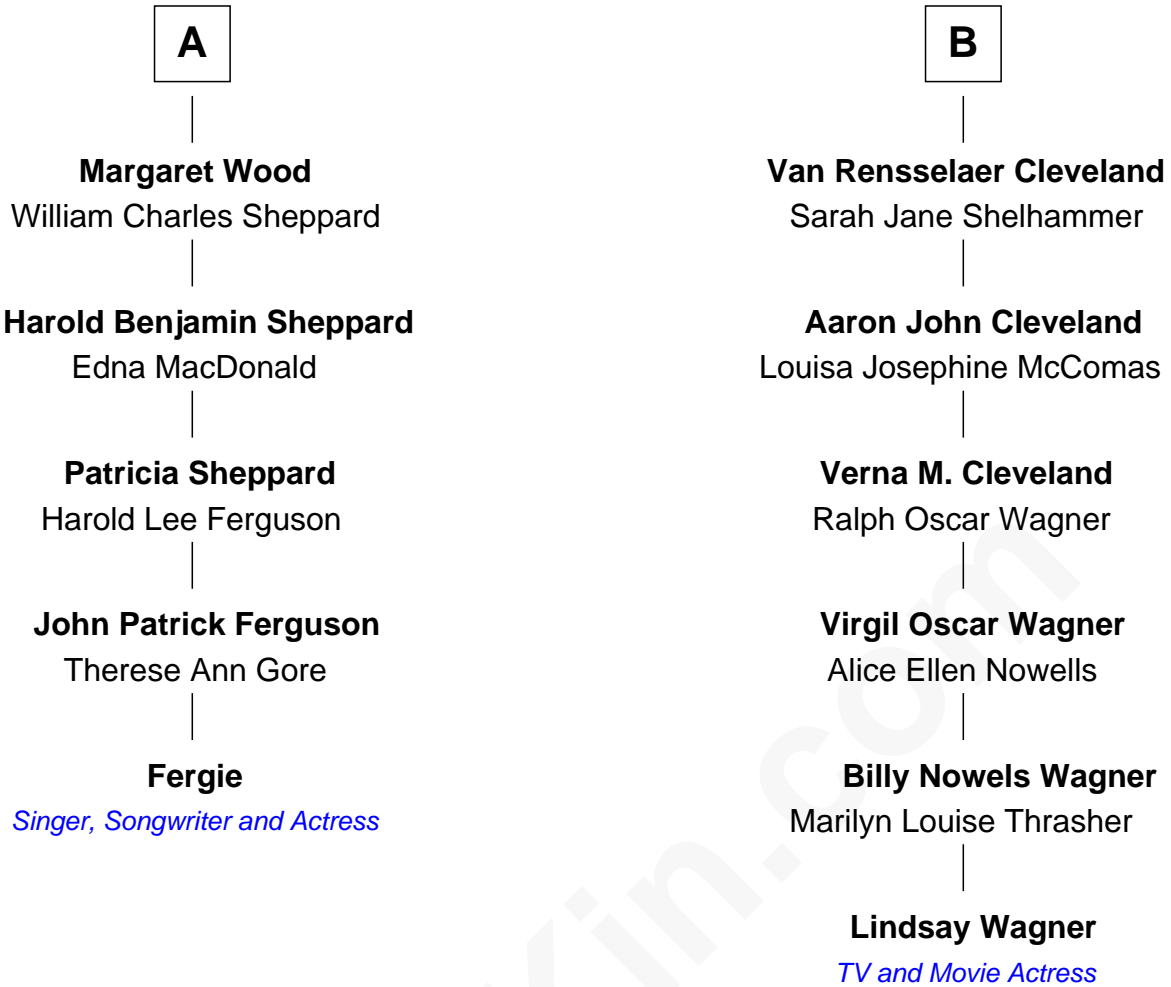 A
Margaret Wood
William Charles Sheppard
Harold Benjamin Sheppard
Edna MacDonald
Patricia Sheppard
Harold Lee Ferguson
John Patrick Ferguson
Therese Ann Gore
Fergie
Singer, Songwriter and Actress
B
Van Rensselaer Cleveland
Sarah Jane Shelhammer
Aaron John Cleveland
Louisa Josephine McComas
Verna M. Cleveland
Ralph Oscar Wagner
Virgil Oscar Wagner
Alice Ellen Nowells
Billy Nowels Wagner
Marilyn Louise Thrasher
Lindsay Wagner
TV and Movie Actress
Kin.com